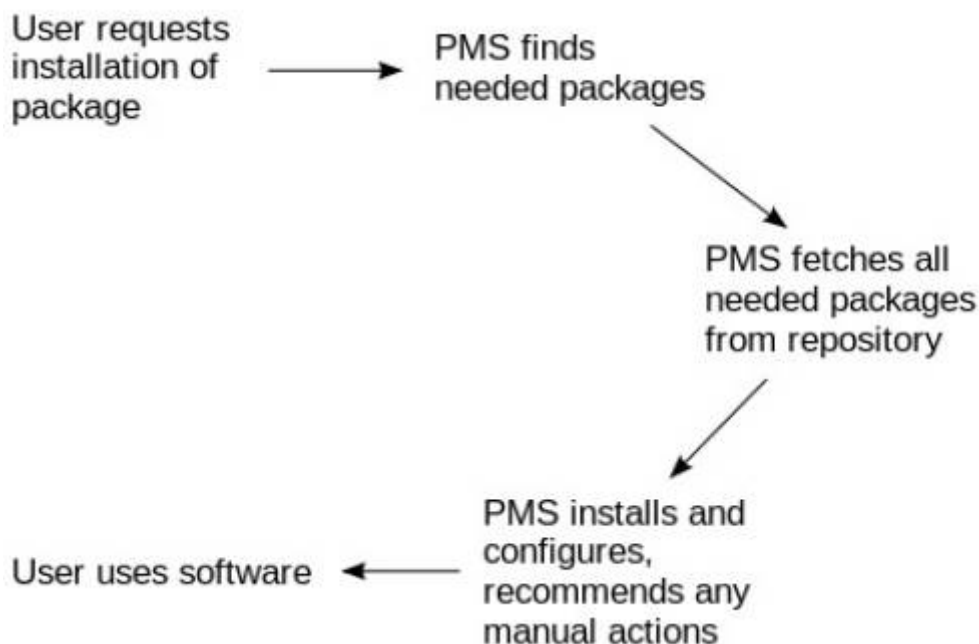 User requests
installation of
package
PMS finds
needed packages
PMS fetches all
needed packages
from repository
PMS installs and
configures,
recommends any
manual actions
User uses software